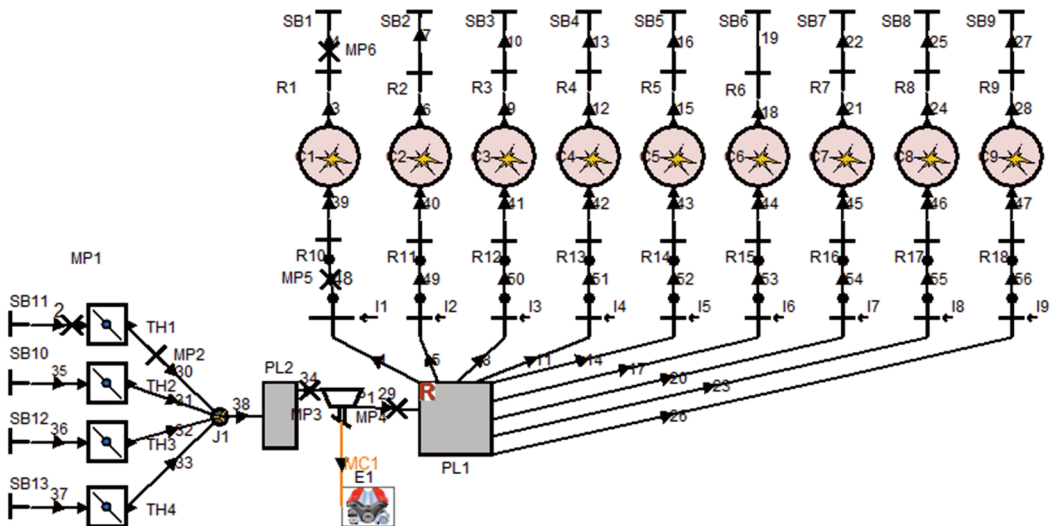 SB1 SB2 SB3 SB4 SB5 SB6 SB7 SB8 SB9
4 7 10 13 16 19 22 25 27
MP6
R1 R2 R3 R4 R5 R6 R7 R8 R9
3 6 9 12 15 18 21 24 28
C1 C2 C3 C4 C5 C6 C7 C8 C9
39 40 41 42 43 44 45 46 47
R10 R11 R12 R13 R14 R15 R16 R17 R18
MP5 48 49 50 51 52 53 54 55 56
I1 I2 I3 I4 I5 I6 I7 I8 I9
5 8 11 14 17 20 23 26
MP1
SB11 2 TH1
MP2
30
SB10 35 TH2
31
SB12 36 TH3
32
SB13 37 TH4
33
J1 38
PL2 34
MP3 MP4 29
R
PL1
MC1
E1